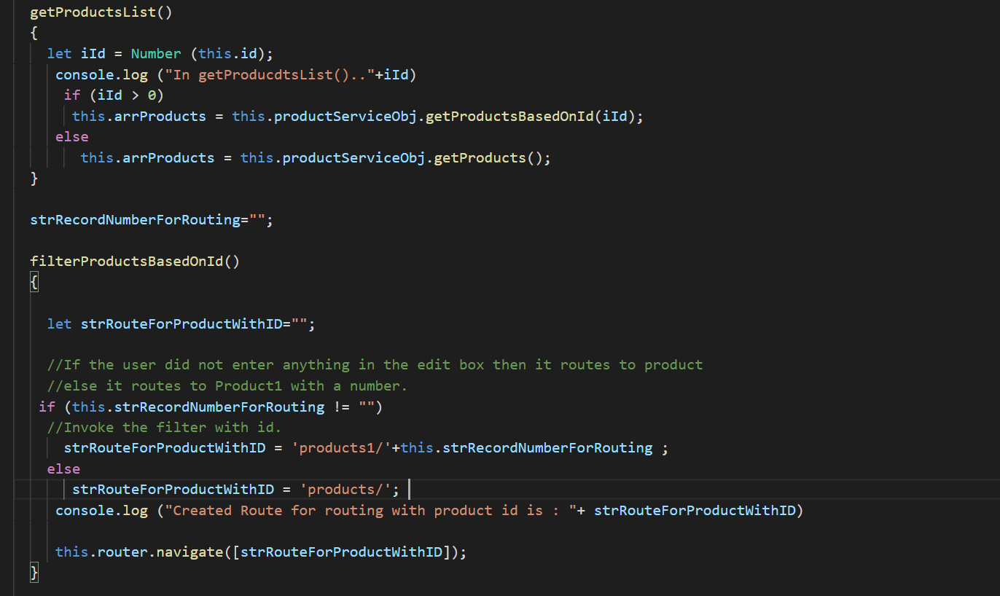 getProductsList()
{
let iId = Number (this.id);
console.log ("In getProducdtsList().."+iId)
if (iId > 0)
this.arrProducts = this.productServiceObj.getProductsBasedOnId(iId);
else
this.arrProducts = this.productServiceObj.getProducts();
}
strRecordNumberForRouting="";
filterProductsBasedOnId()
{
let strRouteForProductWithID="";
//If the user did not enter anything in the edit box then it routes to product
//else it routes to Product1 with a number.
if (this.strRecordNumberForRouting != "")
//Invoke the filter with id.
strRouteForProductWithID = 'products1/'+this.strRecordNumberForRouting ;
else
strRouteForProductWithID = 'products/';
console.log ("Created Route for routing with product id is : "+ strRouteForProductWithID)
this.router.navigate([strRouteForProductWithID]);
}